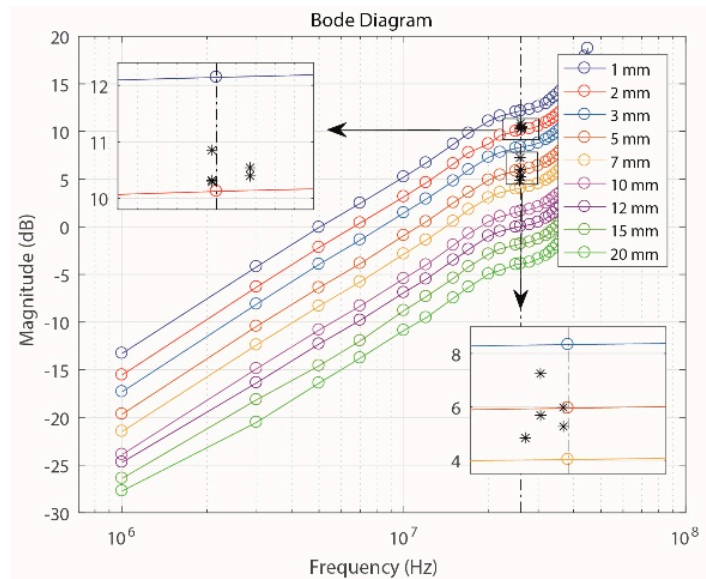 Bode Diagram
Magnitude (dB)
20
15
10
5
0
-5
-10
-15
-20
-25
-30
12
11
10
1 mm
2 mm
3 mm
5 mm
7 mm
10 mm
12 mm
15 mm
20 mm
8
6
4
10^6
10^7
10^8
Frequency (Hz)